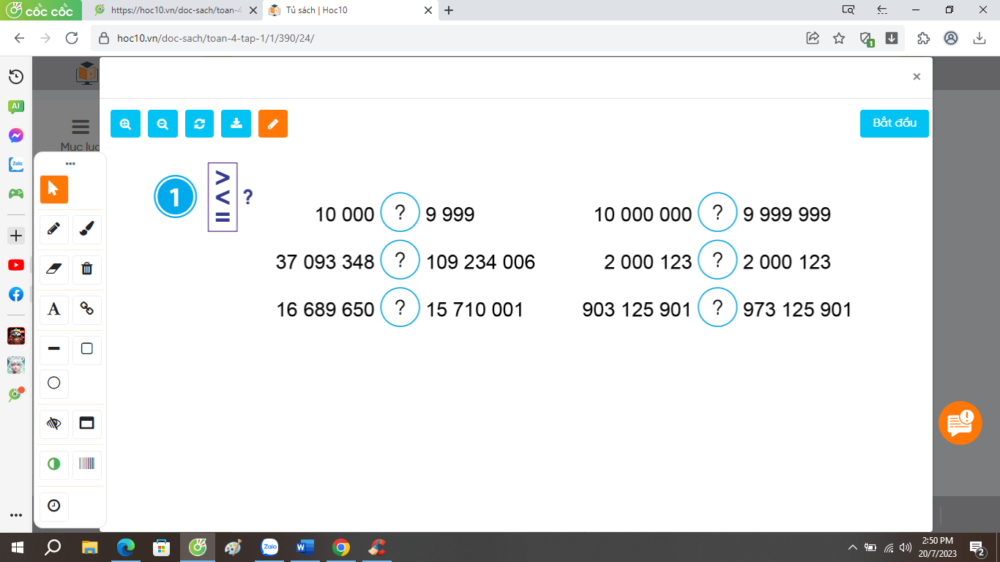 cốc cốc
https://hoc10.vn/doc-sach/toan-4
Tủ sách | Hoc10
hoc10.vn/doc-sach/toan-4-tap-1/1/390/24/
1
AI
Mục lục
Zalo
Bắt đầu
1
>
<
=
?
10 000 ? 9 999
10 000 000 ? 9 999 999
37 093 348 ? 109 234 006
2 000 123 ? 2 000 123
16 689 650 ? 15 710 001
903 125 901 ? 973 125 901
A
Zalo
2:50 PM
20/7/2023
2